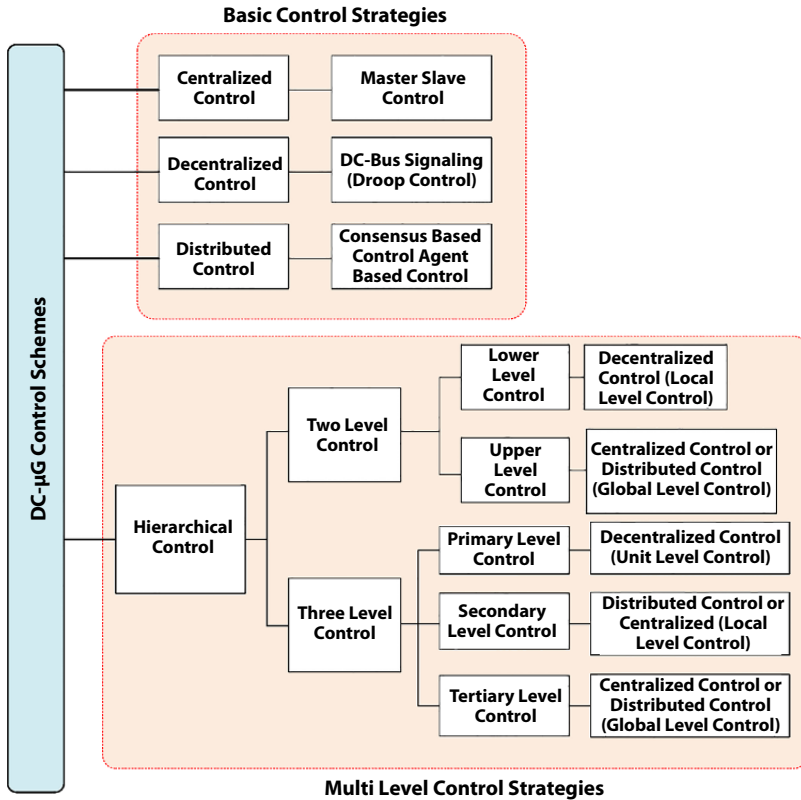 Basic Control Strategies
DC-µG Control Schemes
Centralized
Control
Master Slave
Control
Decentralized
Control
DC-Bus Signaling
(Droop Control)
Distributed
Control
Consensus Based
Control Agent
Based Control
Hierarchical
Control
Two Level
Control
Lower
Level
Control
Decentralized
Control (Local
Level Control)
Upper
Level
Control
Centralized Control or
Distributed Control
(Global Level Control)
Three Level
Control
Primary Level
Control
Decentralized Control
(Unit Level Control)
Secondary
Level Control
Distributed Control or
Centralized (Local
Level Control)
Tertiary Level
Control
Centralized Control or
Distributed Control
(Global Level Control)
Multi Level Control Strategies